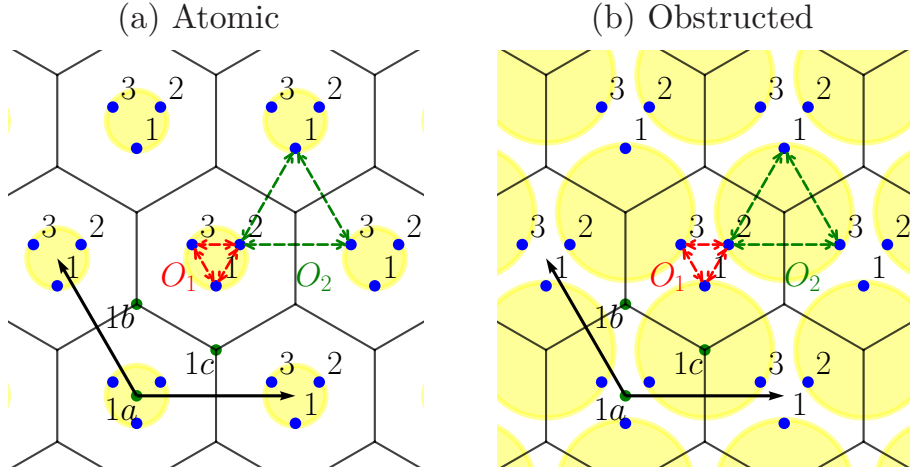 (a) Atomic
3 2 3 2
1 1
3 2 3 2 3
1 1 1
O₁ O₂
1b
1c 3 2
1a 1
(b) Obstructed
3 2 3 2
1 1
3 2 3 2 3 2
1 1 1
O₁ O₂
1b
1c 3 2
1a 1